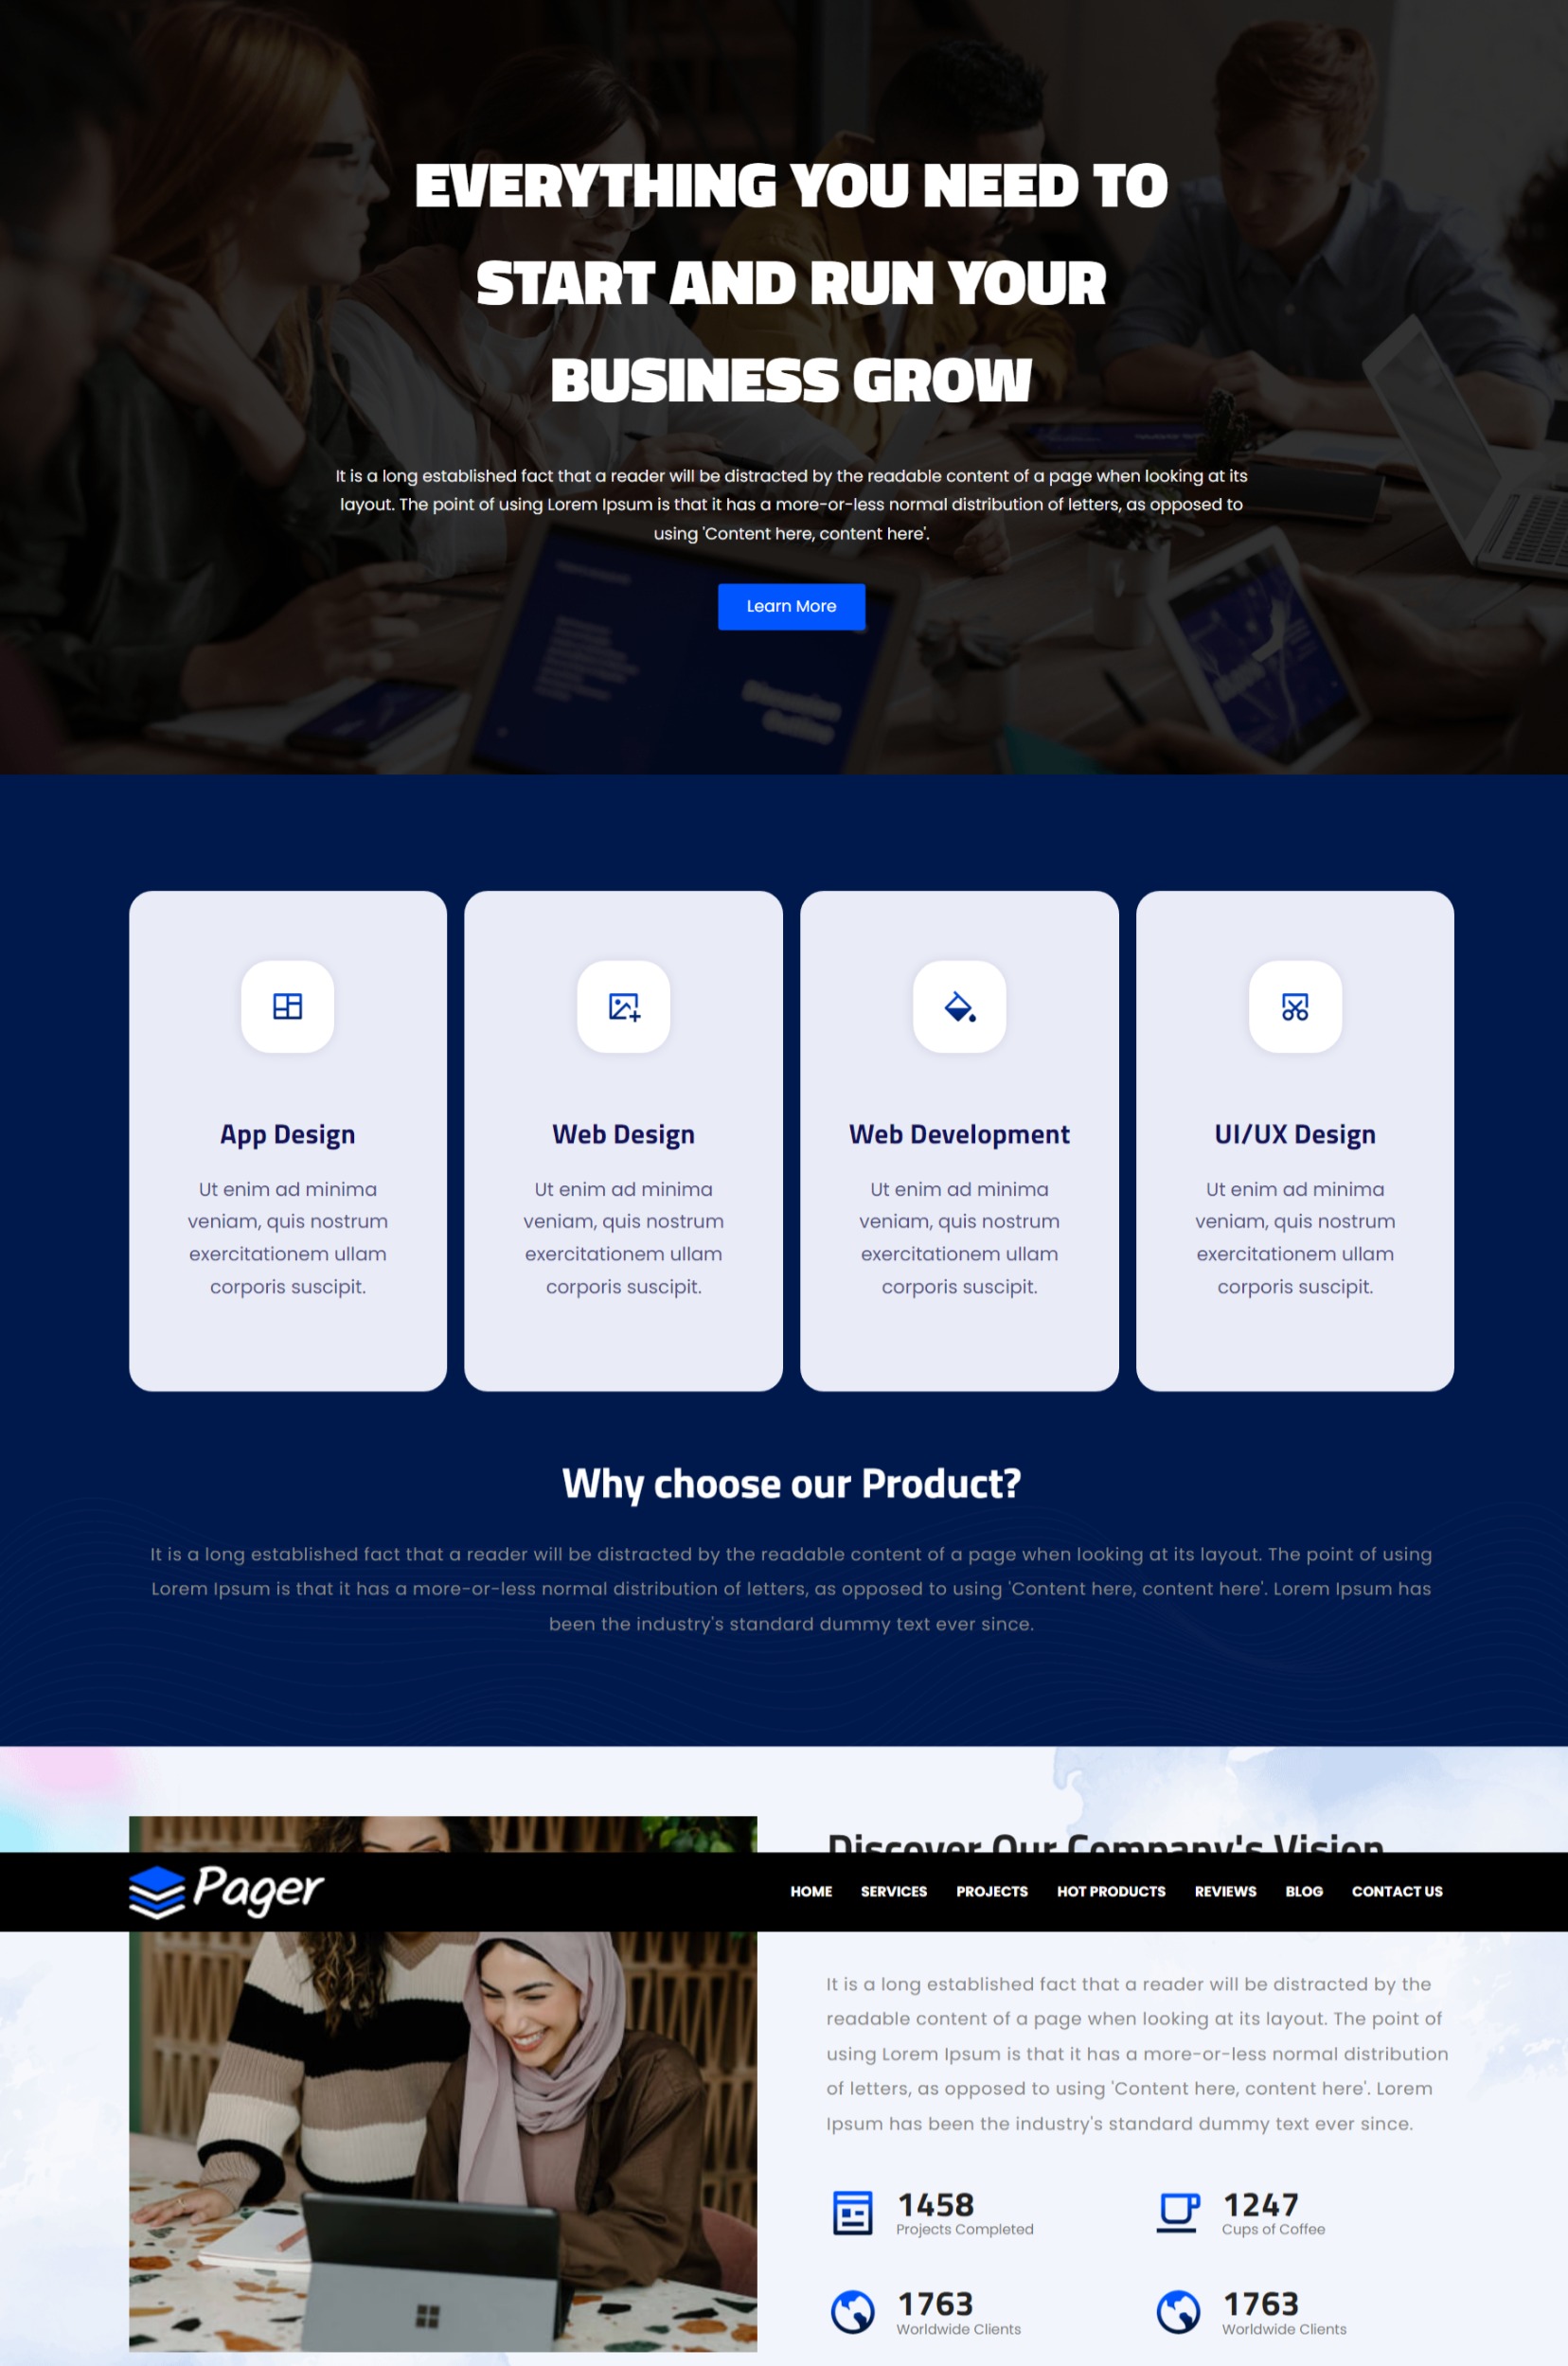 EVERYTHING YOU NEED TO
START AND RUN YOUR
BUSINESS GROW
It is a long established fact that a reader will be distracted by the readable content of a page when looking at its
layout. The point of using Lorem Ipsum is that it has a more-or-less normal distribution of letters, as opposed to
using 'Content here, content here'.
Learn More
App Design
Ut enim ad minima
veniam, quis nostrum
exercitationem ullam
corporis suscipit.
Web Design
Ut enim ad minima
veniam, quis nostrum
exercitationem ullam
corporis suscipit.
Web Development
Ut enim ad minima
veniam, quis nostrum
exercitationem ullam
corporis suscipit.
UI/UX Design
Ut enim ad minima
veniam, quis nostrum
exercitationem ullam
corporis suscipit.
Why choose our Product?
It is a long established fact that a reader will be distracted by the readable content of a page when looking at its layout. The point of using
Lorem Ipsum is that it has a more-or-less normal distribution of letters, as opposed to using 'Content here, content here'. Lorem Ipsum has
been the industry's standard dummy text ever since.
Discover Our Company's Vision
Pager
HOME SERVICES PROJECTS HOT PRODUCTS REVIEWS BLOG CONTACT US
It is a long established fact that a reader will be distracted by the
readable content of a page when looking at its layout. The point of
using Lorem Ipsum is that it has a more-or-less normal distribution
of letters, as opposed to using 'Content here, content here'. Lorem
Ipsum has been the industry's standard dummy text ever since.
1458
Projects Completed
1247
Cups of Coffee
1763
Worldwide Clients
1763
Worldwide Clients